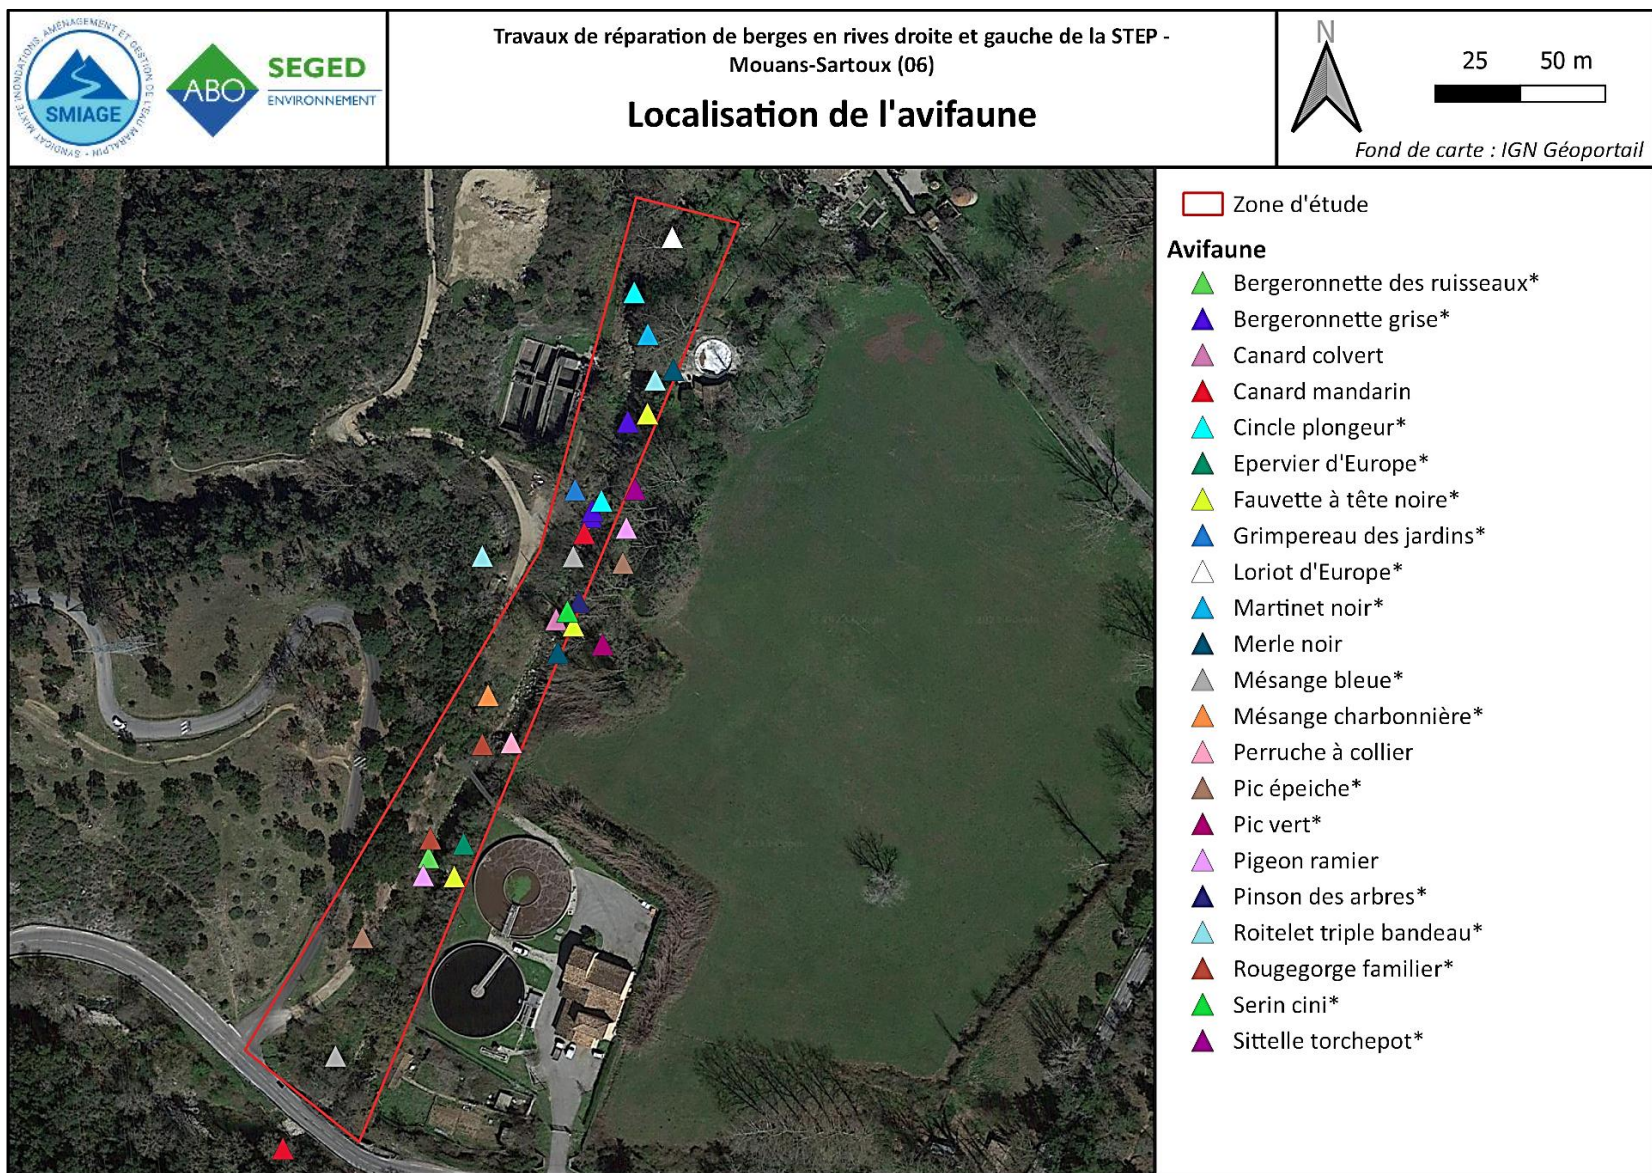 SYNDICAT MIXTE INONDATIONS, AMÉNAGEMENT ET GESTION DE L'EAU MARALPIN
SMIAGE
ABO
SEGED
ENVIRONNEMENT
Travaux de réparation de berges en rives droite et gauche de la STEP -
Mouans-Sartoux (06)
Localisation de l'avifaune
N
25 50 m
Fond de carte : IGN Géoportail
Zone d'étude
Avifaune
Bergeronnette des ruisseaux*
Bergeronnette grise*
Canard colvert
Canard mandarin
Cincle plongeur*
Epervier d'Europe*
Fauvette à tête noire*
Grimpereau des jardins*
Loriot d'Europe*
Martinet noir*
Merle noir
Mésange bleue*
Mésange charbonnière*
Perruche à collier
Pic épeiche*
Pic vert*
Pigeon ramier
Pinson des arbres*
Roitelet triple bandeau*
Rougegorge familier*
Serin cini*
Sittelle torchepot*